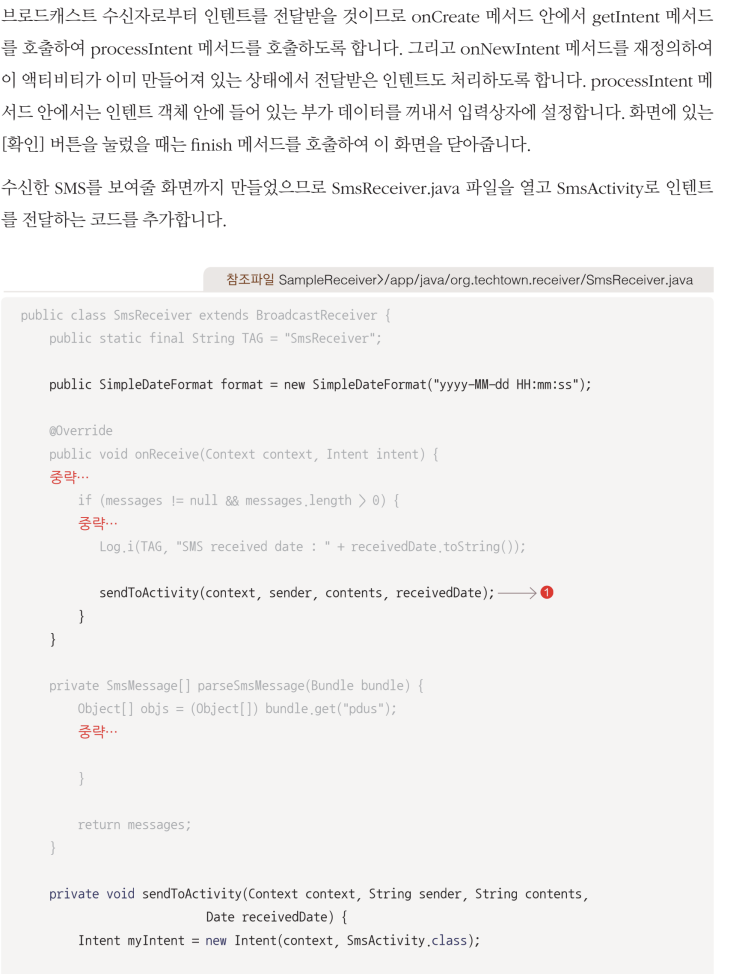 브로드캐스트 수신자로부터 인텐트를 전달받을 것이므로 onCreate 메서드 안에서 getIntent 메서드
를 호출하여 processIntent 메서드를 호출하도록 합니다. 그리고 onNewIntent 메서드를 재정의하여
이 액티비티가 이미 만들어져 있는 상태에서 전달받은 인텐트도 처리하도록 합니다. processIntent 메
서드 안에서는 인텐트 객체 안에 들어 있는 부가 데이터를 꺼내서 입력상자에 설정합니다. 화면에 있는
[확인] 버튼을 눌렀을 때는 finish 메서드를 호출하여 이 화면을 닫아줍니다.
수신한 SMS를 보여줄 화면까지 만들었으므로 SmsReceiver.java 파일을 열고 SmsActivity로 인텐트
를 전달하는 코드를 추가합니다.
참조파일 SampleReceiver>/app/java/org.techtown.receiver/SmsReceiver.java
public class SmsReceiver extends BroadcastReceiver {
public static final String TAG = "SmsReceiver";
public SimpleDateFormat format = new SimpleDateFormat("yyyy-MM-dd HH:mm:ss");
@Override
public void onReceive(Context context, Intent intent) {
중략…
if (messages != null && messages.length > 0) {
중략…
Log.i(TAG, "SMS received date : " + receivedDate.toString());
sendToActivity(context, sender, contents, receivedDate); ❶
}
}
private SmsMessage[] parseSmsMessage(Bundle bundle) {
Object[] objs = (Object[]) bundle.get("pdus");
중략…
}
return messages;
}
private void sendToActivity(Context context, String sender, String contents,
Date receivedDate) {
Intent myIntent = new Intent(context, SmsActivity.class);